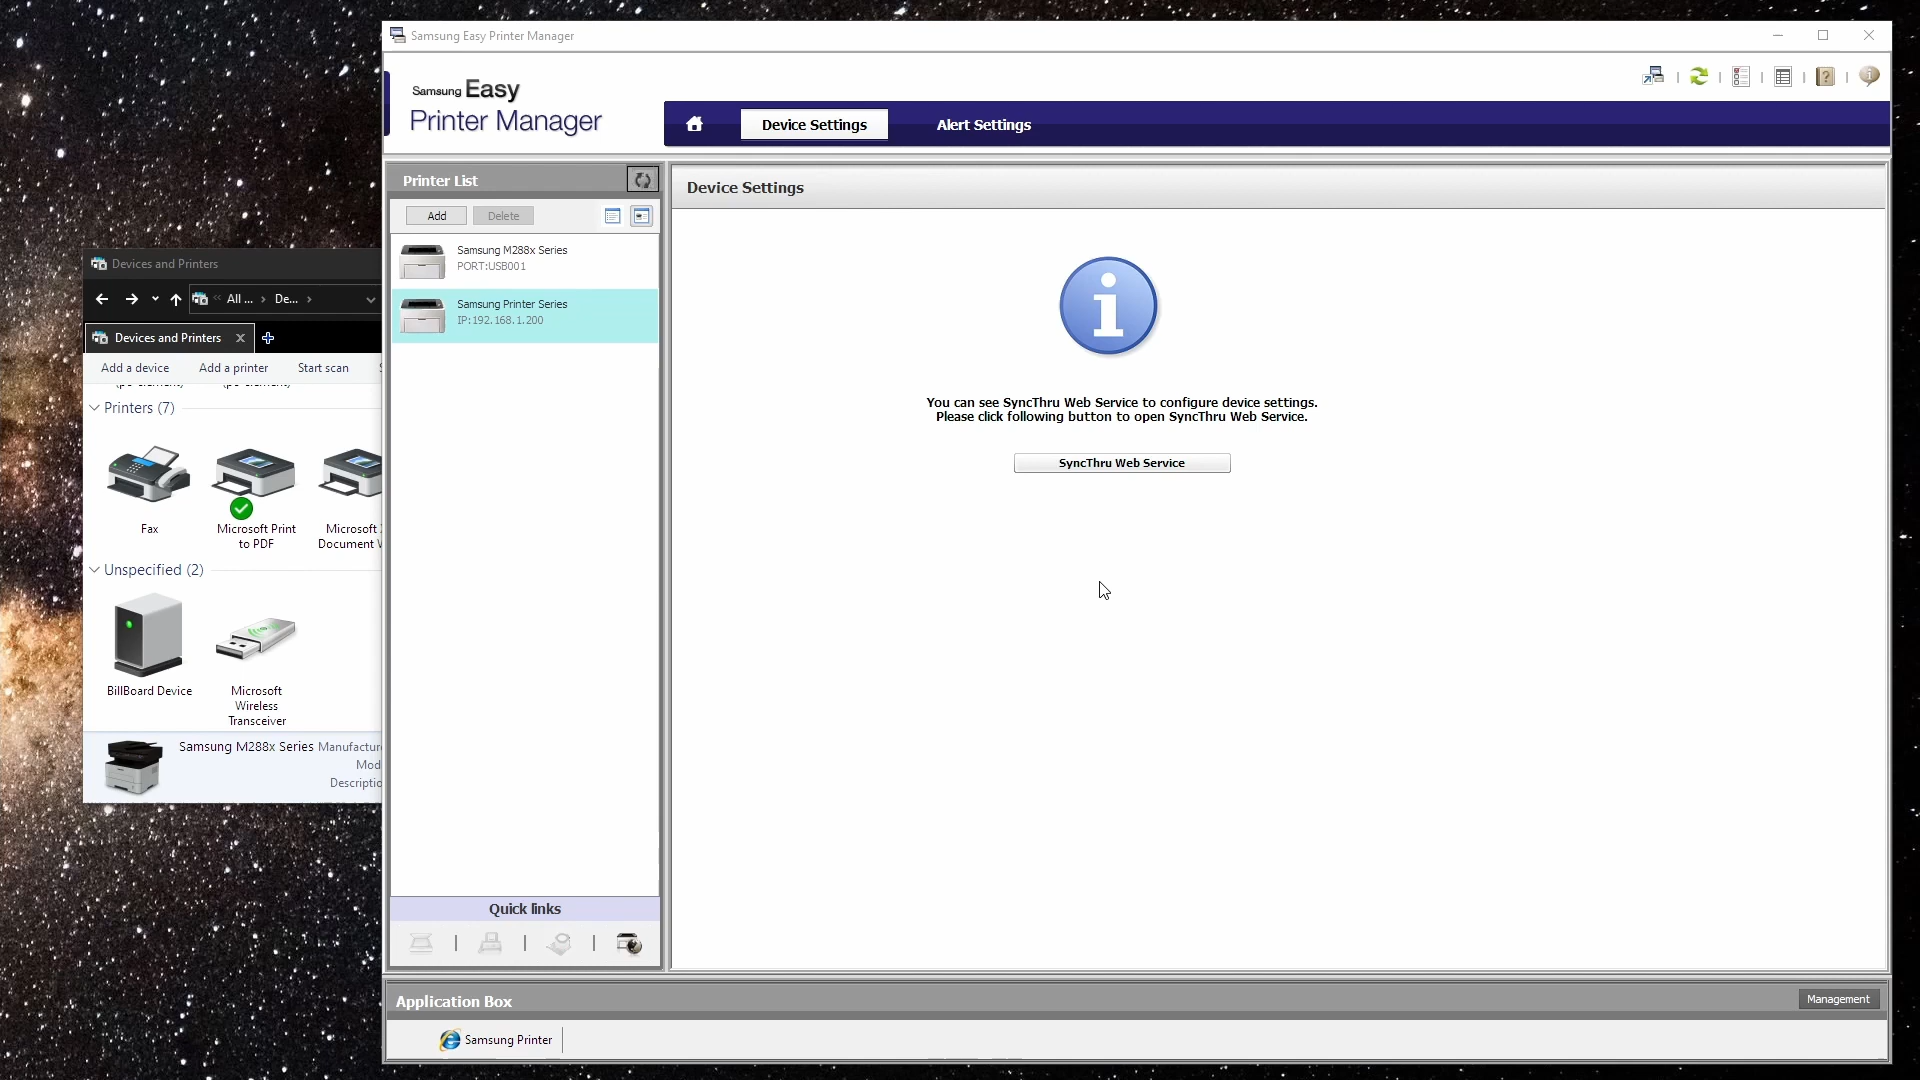 Samsung Easy Printer Manager
Samsung Easy
Printer Manager
Device Settings
Alert Settings
Printer List
Add
Delete
Samsung M288x Series
PORT:USB001
Samsung Printer Series
IP:192.168.1.200
Quick links
Device Settings
You can see SyncThru Web Service to configure device settings.
Please click following button to open SyncThru Web Service.
SyncThru Web Service
Application Box
Management
Samsung Printer
Devices and Printers
All ...
De...
Devices and Printers
Add a device
Add a printer
Start scan
Printers (7)
Fax
Microsoft Print
to PDF
Microsoft
Document
Unspecified (2)
BillBoard Device
Microsoft
Wireless
Transceiver
Samsung M288x Series